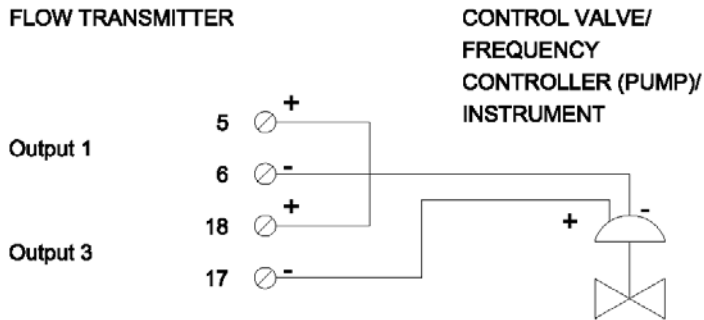 FLOW TRANSMITTER
CONTROL VALVE/
FREQUENCY
CONTROLLER (PUMP)/
INSTRUMENT
5 +
Output 1
6 -
18 +
Output 3
17 -
+ -